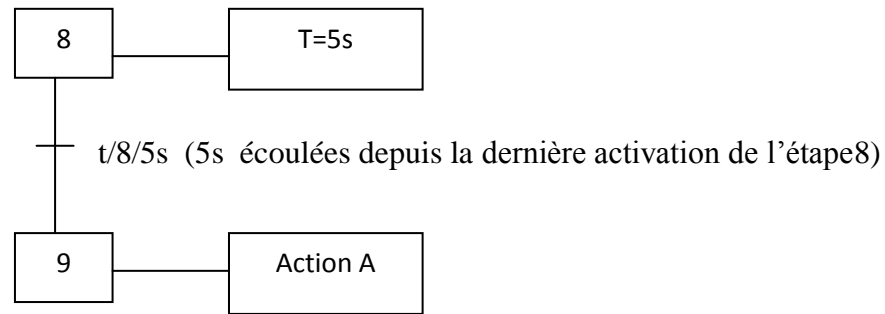 8 T=5s
t/8/5s (5s écoulées depuis la dernière activation de l’étape8)
9 Action A